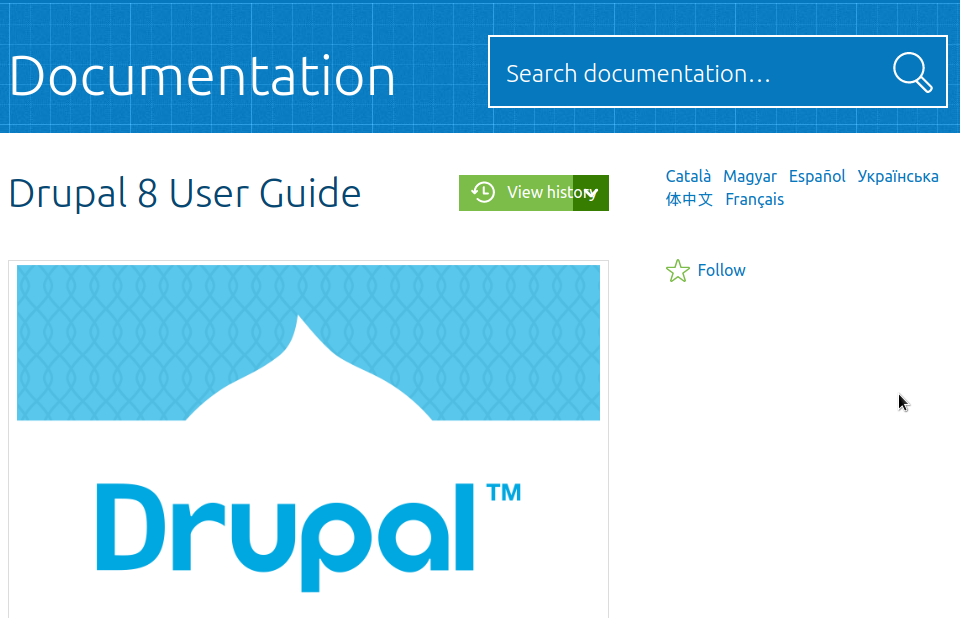 Documentation
Search documentation...
Drupal 8 User Guide
View history
Català Magyar Español Українська
体中文 Français
Follow
Drupal™